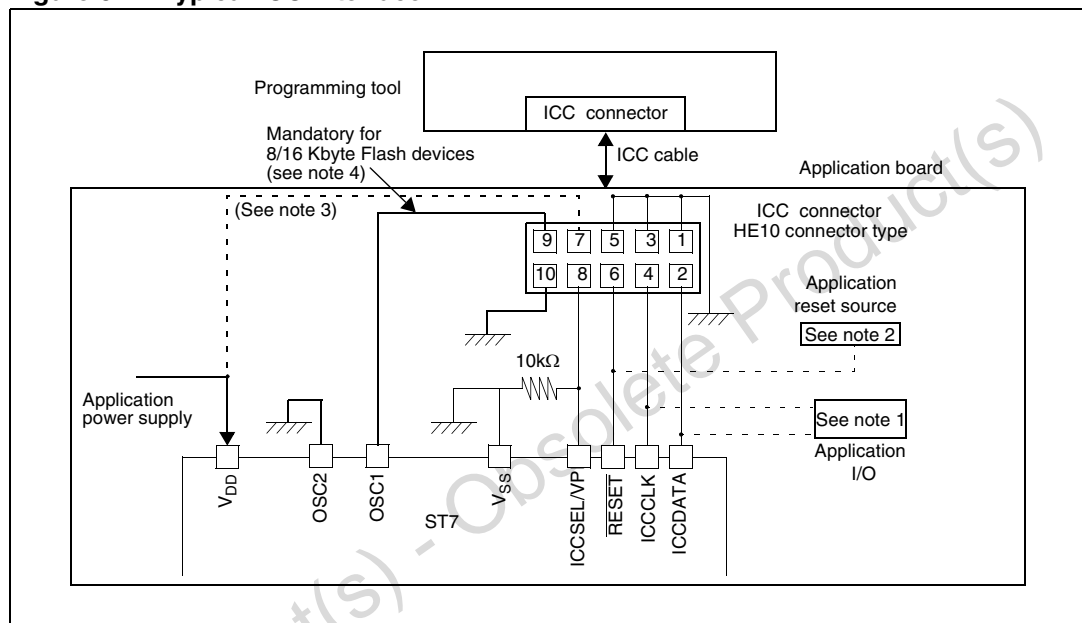 Programming tool
ICC connector
Mandatory for
8/16 Kbyte Flash devices
(see note 4)
ICC cable
Application board
(See note 3)
ICC connector
HE10 connector type
9 7 5 3 1
10 8 6 4 2
Application
reset source
See note 2
10kΩ
Application
power supply
See note 1
Application
I/O
VDD
OSC2
OSC1
VSS
ICCSEL/VPP
RESET
ICCCLK
ICCDATA
ST7
t(s) - Obsolete Product(s)